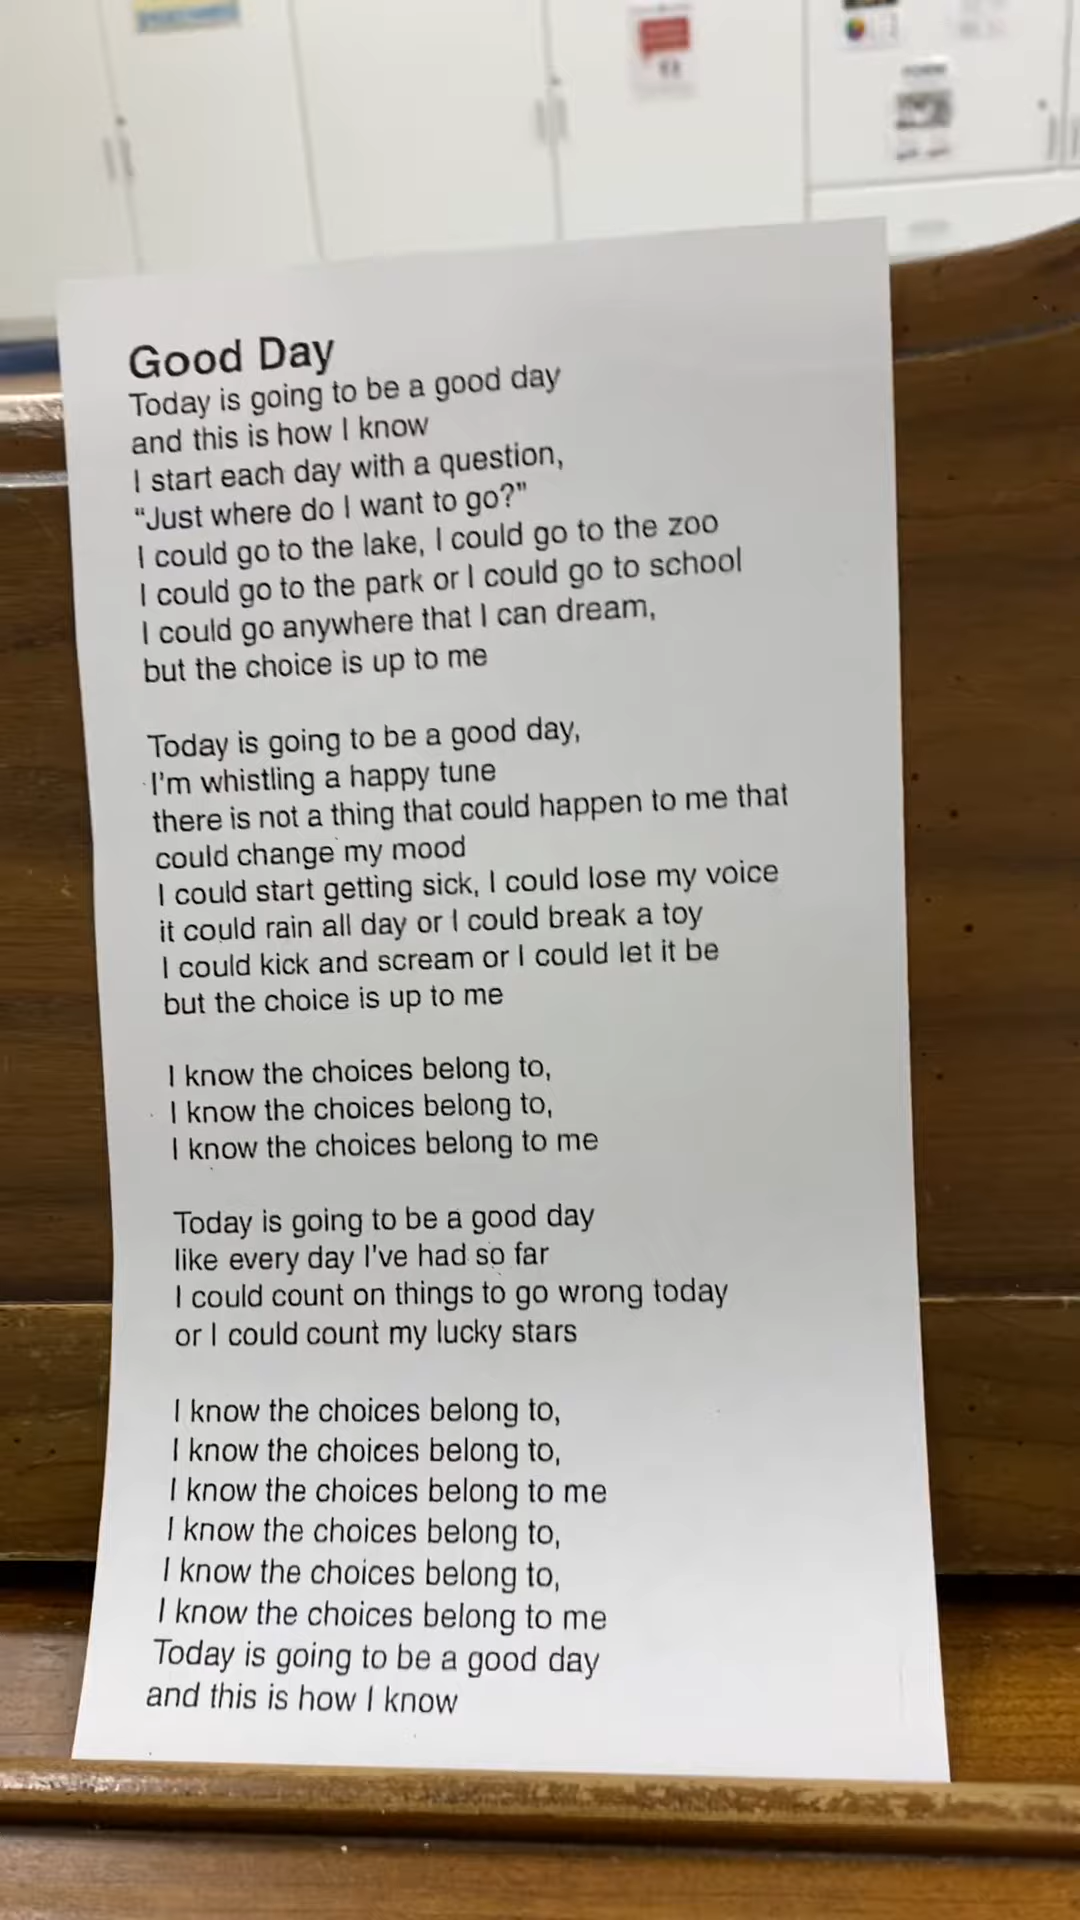 Good Day
Today is going to be a good day
and this is how I know
I start each day with a question,
“Just where do I want to go?”
I could go to the lake, I could go to the zoo
I could go to the park or I could go to school
I could go anywhere that I can dream,
but the choice is up to me
Today is going to be a good day,
I'm whistling a happy tune
there is not a thing that could happen to me that
could change my mood
I could start getting sick, I could lose my voice
it could rain all day or I could break a toy
I could kick and scream or I could let it be
but the choice is up to me
I know the choices belong to,
I know the choices belong to,
I know the choices belong to me
Today is going to be a good day
like every day I've had so far
I could count on things to go wrong today
or I could count my lucky stars
I know the choices belong to,
I know the choices belong to,
I know the choices belong to me
I know the choices belong to,
I know the choices belong to,
I know the choices belong to me
Today is going to be a good day
and this is how I know